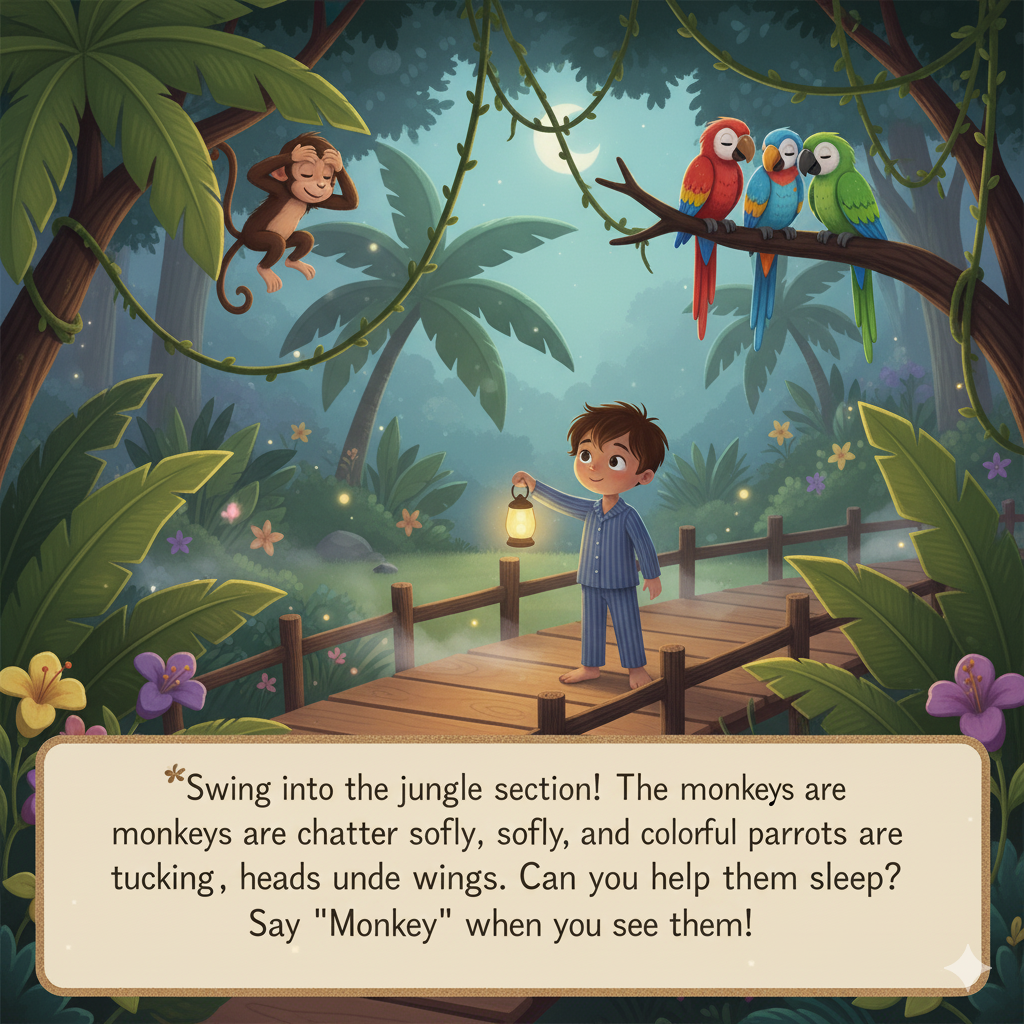 *Swing into the jungle section! The monkeys are
monkeys are chatter sofly, sofly, and colorful parrots are
tucking, heads unde wings. Can you help them sleep?
Say "Monkey" when you see them!